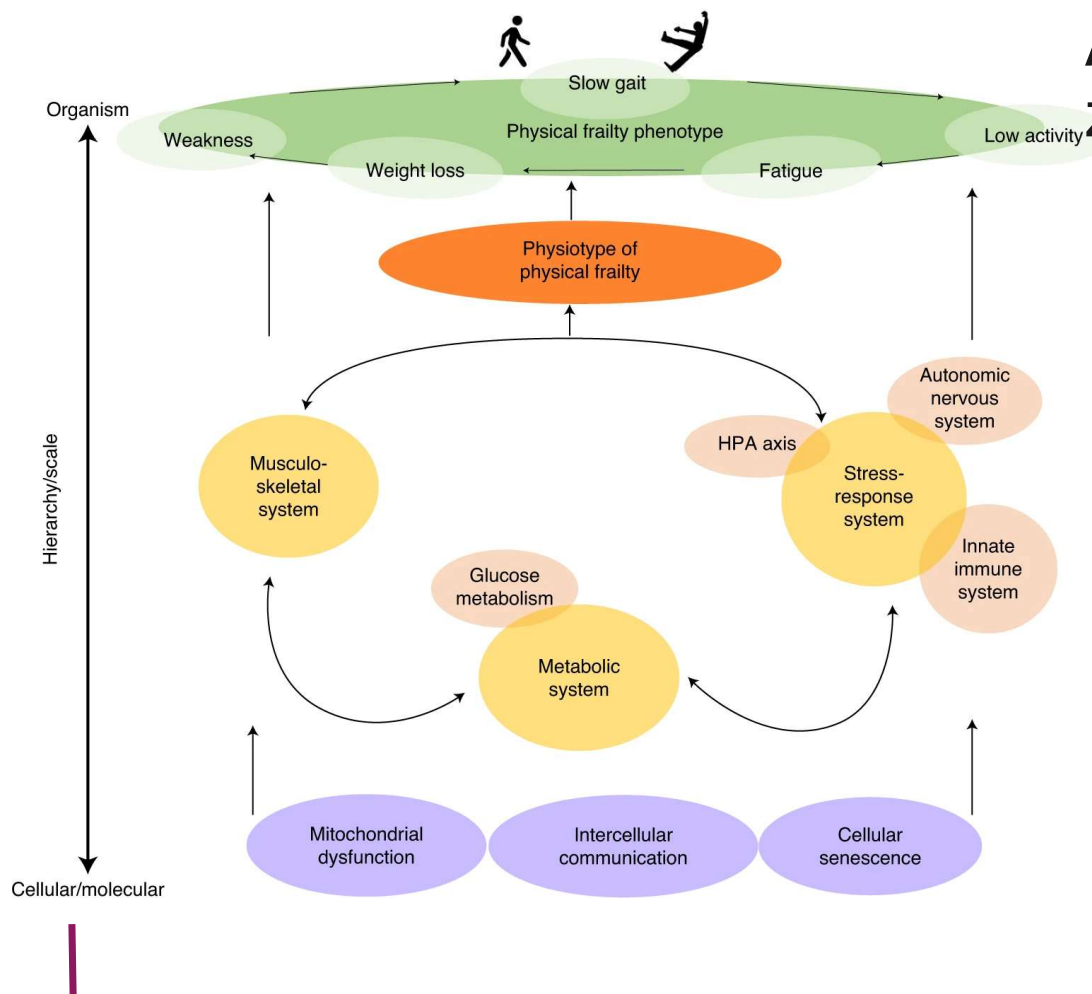 Organism
Slow gait
Physical frailty phenotype
Weakness
Low activity
Weight loss
Fatigue
Physiotype of
physical frailty
Autonomic
nervous
system
HPA axis
Musculo-
skeletal
system
Stress-
response
system
Hierarchy/scale
Innate
immune
system
Glucose
metabolism
Metabolic
system
Mitochondrial
dysfunction
Intercellular
communication
Cellular
senescence
Cellular/molecular